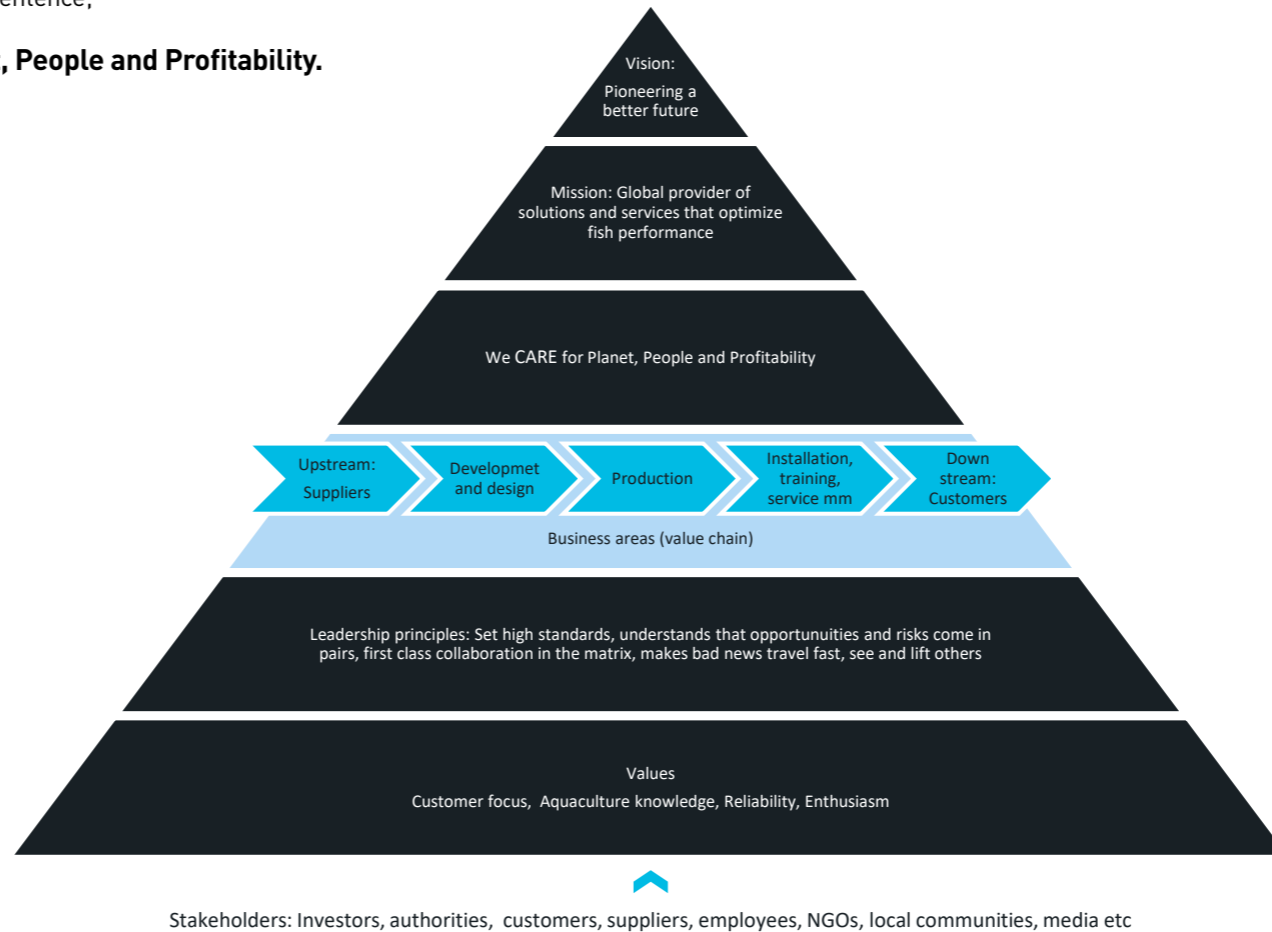 , People and Profitability.
Vision:
Pioneering a
better future
Mission: Global provider of
solutions and services that optimize
fish performance
We CARE for Planet, People and Profitability
Upstream:
Suppliers
Developmet
and design
Production
Installation,
training,
service mm
Down
stream:
Customers
Business areas (value chain)
Leadership principles: Set high standards, understands that opportunuities and risks come in
pairs, first class collaboration in the matrix, makes bad news travel fast, see and lift others
Values
Customer focus, Aquaculture knowledge, Reliability, Enthusiasm
Stakeholders: Investors, authorities, customers, suppliers, employees, NGOs, local communities, media etc